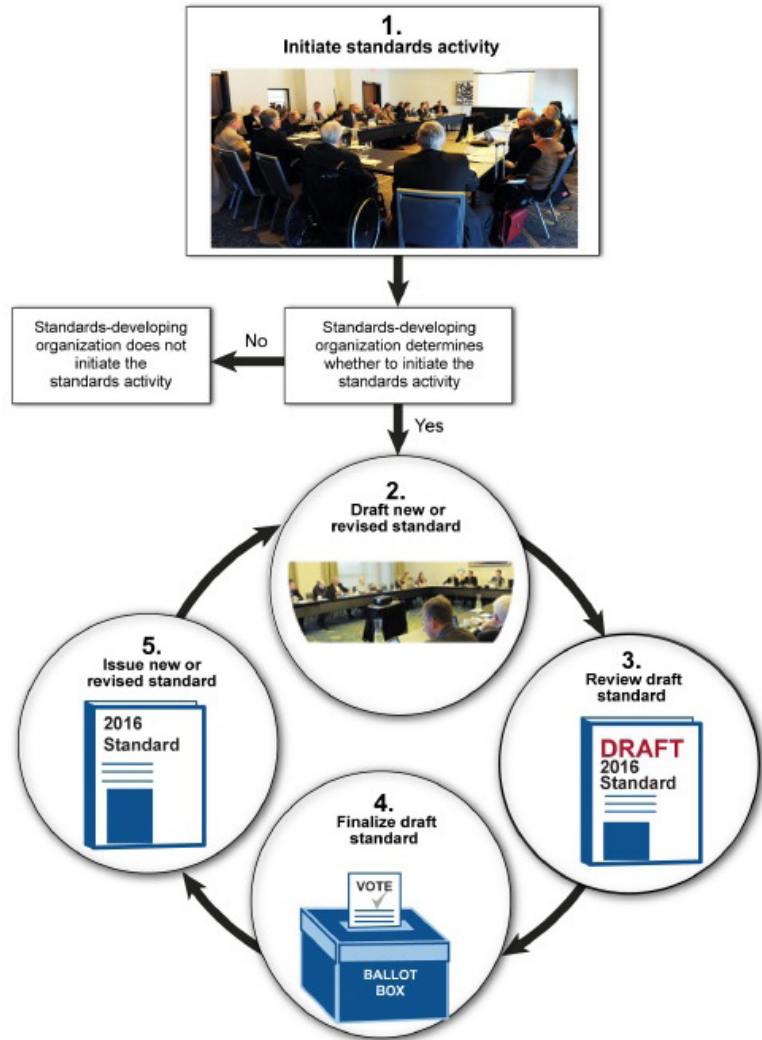 1.
Initiate standards activity
Standards-developing
organization does not
initiate the
standards activity
No
Standards-developing
organization determines
whether to initiate the
standards activity
Yes
2.
Draft new or
revised standard
3.
Review draft
standard
DRAFT
2016
Standard
4.
Finalize draft
standard
VOTE
BALLOT
BOX
5.
Issue new or
revised standard
2016
Standard